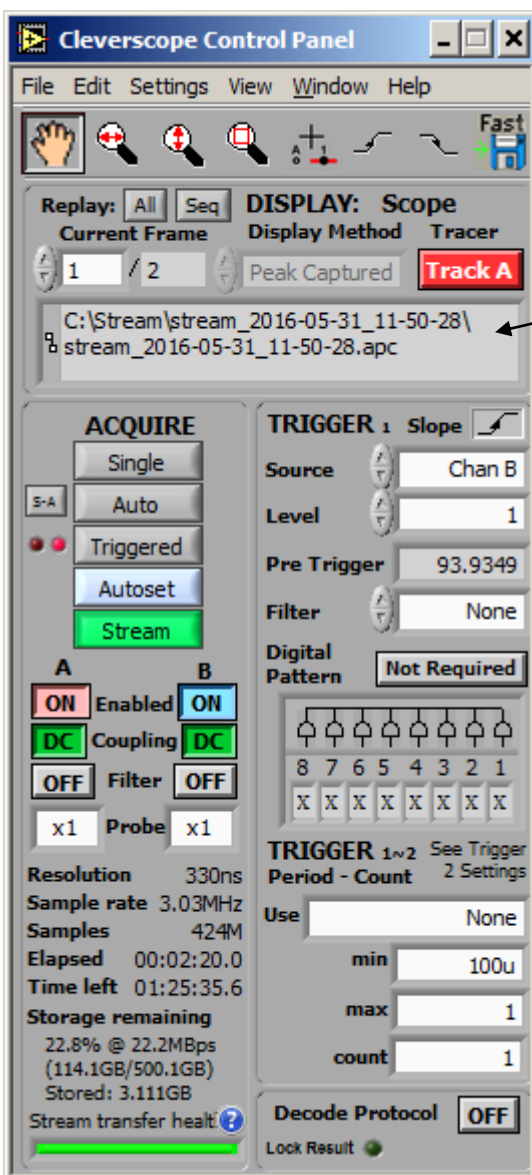 Cleverscope Control Panel
File Edit Settings View Window Help
Fast
Replay: All Seq DISPLAY: Scope
Current Frame Display Method Tracer
1 / 2 Peak Captured Track A
C:\Stream\stream_2016-05-31_11-50-28\
stream_2016-05-31_11-50-28.apc
ACQUIRE
Single
S-A Auto
Triggered
Autoset
Stream
A B
ON Enabled ON
DC Coupling DC
OFF Filter OFF
x1 Probe x1
Resolution 330ns
Sample rate 3.03MHz
Samples 424M
Elapsed 00:02:20.0
Time left 01:25:35.6
Storage remaining
22.8% @ 22.2MBps
(114.1GB/500.1GB)
Stored: 3.111GB
Stream transfer healt ?
TRIGGER 1 Slope
Source Chan B
Level 1
Pre Trigger 93.9349
Filter None
Digital
Pattern Not Required
8 7 6 5 4 3 2 1
x x x x x x x x
TRIGGER 1~2 See Trigger
Period - Count 2 Settings
Use None
min 100u
max 1
count 1
Decode Protocol OFF
Lock Result